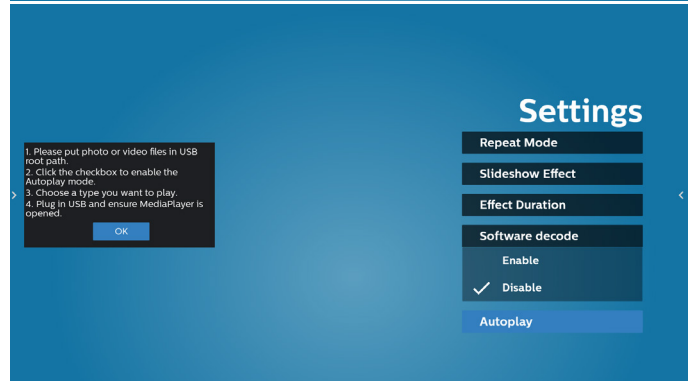 Settings
1. Please put photo or video files in USB
root path.
2. Click the checkbox to enable the
Autoplay mode.
3. Choose a type you want to play.
4. Plug in USB and ensure MediaPlayer is
opened.
OK
Repeat Mode
Slideshow Effect
Effect Duration
Software decode
Enable
Disable
Autoplay